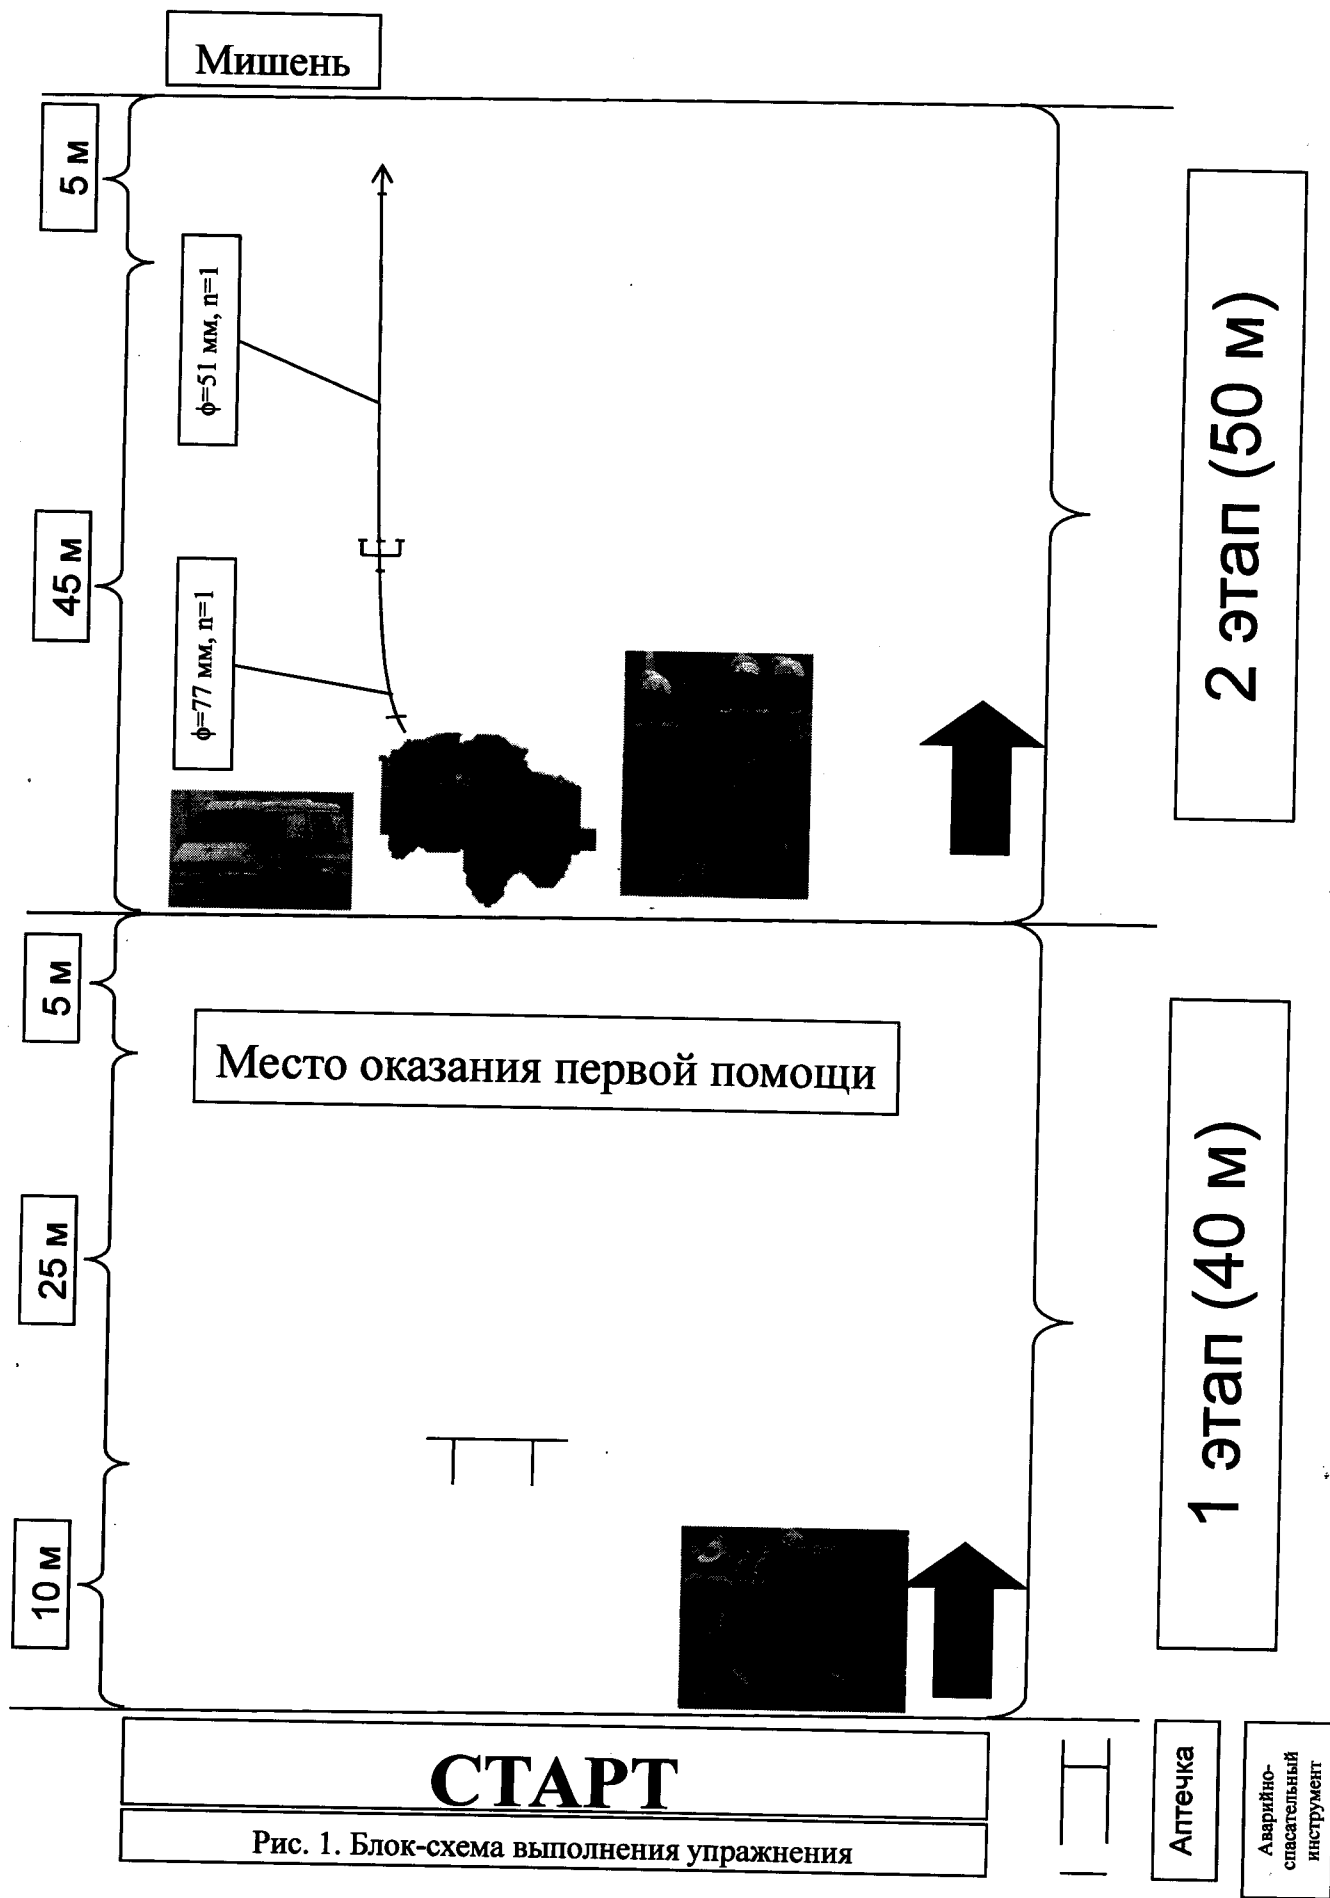 Мишень
5 м
ф=51 мм, n=1
45 м
ф=77 мм, n=1
2 этап (50 м)
5 м
Место оказания первой помощи
25 м
1 этап (40 м)
10 м
СТАРТ
Рис. 1. Блок-схема выполнения упражнения
Аптечка
Аварийно-
спасательный
инструмент